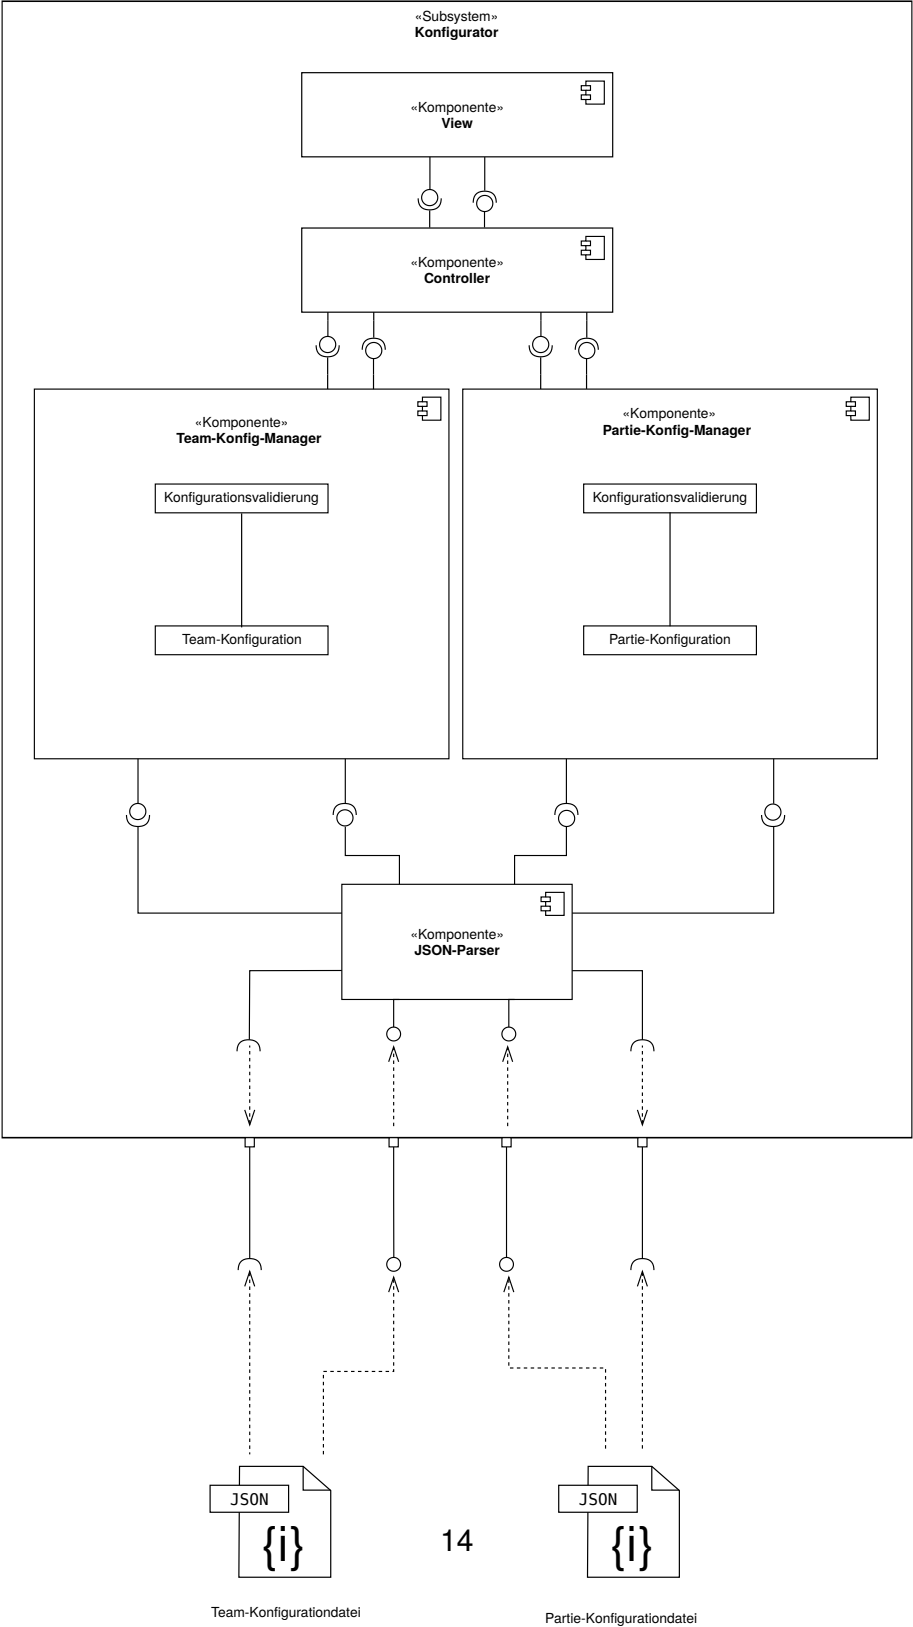 «Subsystem»
Konfigurator
«Komponente»
View
«Komponente»
Controller
«Komponente»
Team-Konfig-Manager
Konfigurationsvalidierung
Team-Konfiguration
«Komponente»
Partie-Konfig-Manager
Konfigurationsvalidierung
Partie-Konfiguration
«Komponente»
JSON-Parser
JSON
{i}
Team-Konfigurationdatei
14
JSON
{i}
Partie-Konfigurationdatei